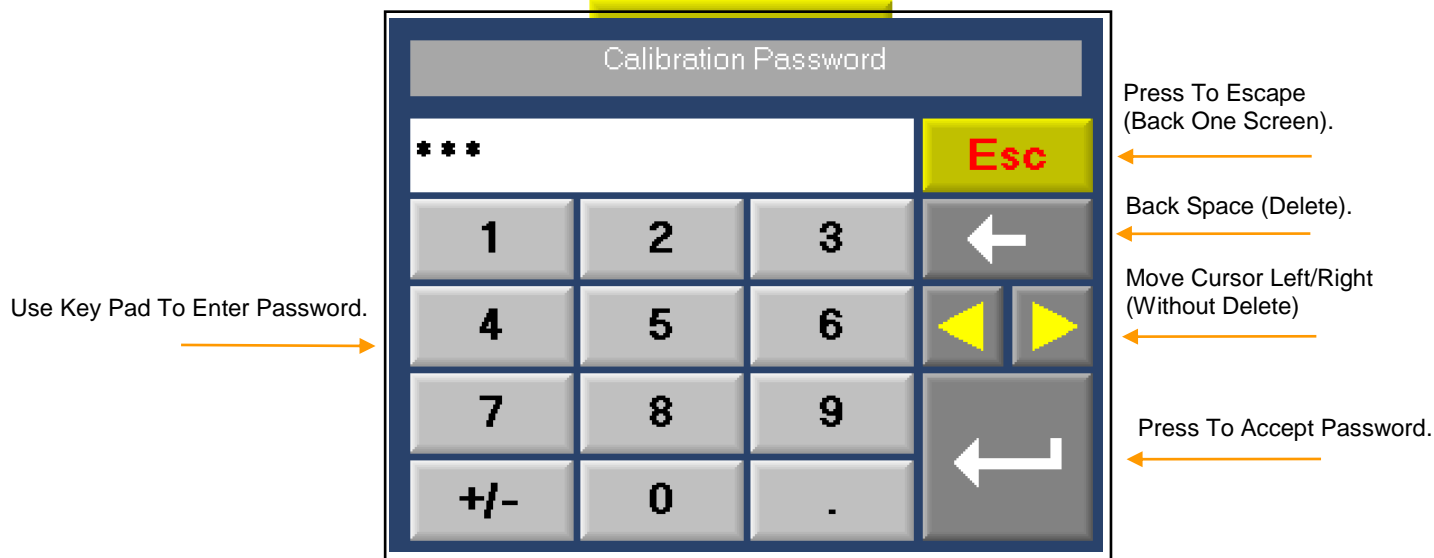 Calibration Password
Press To Escape
(Back One Screen).
***
Esc
Back Space (Delete).
1 2 3
Move Cursor Left/Right
(Without Delete)
Use Key Pad To Enter Password.
4 5 6
7 8 9
Press To Accept Password.
+/- 0 .